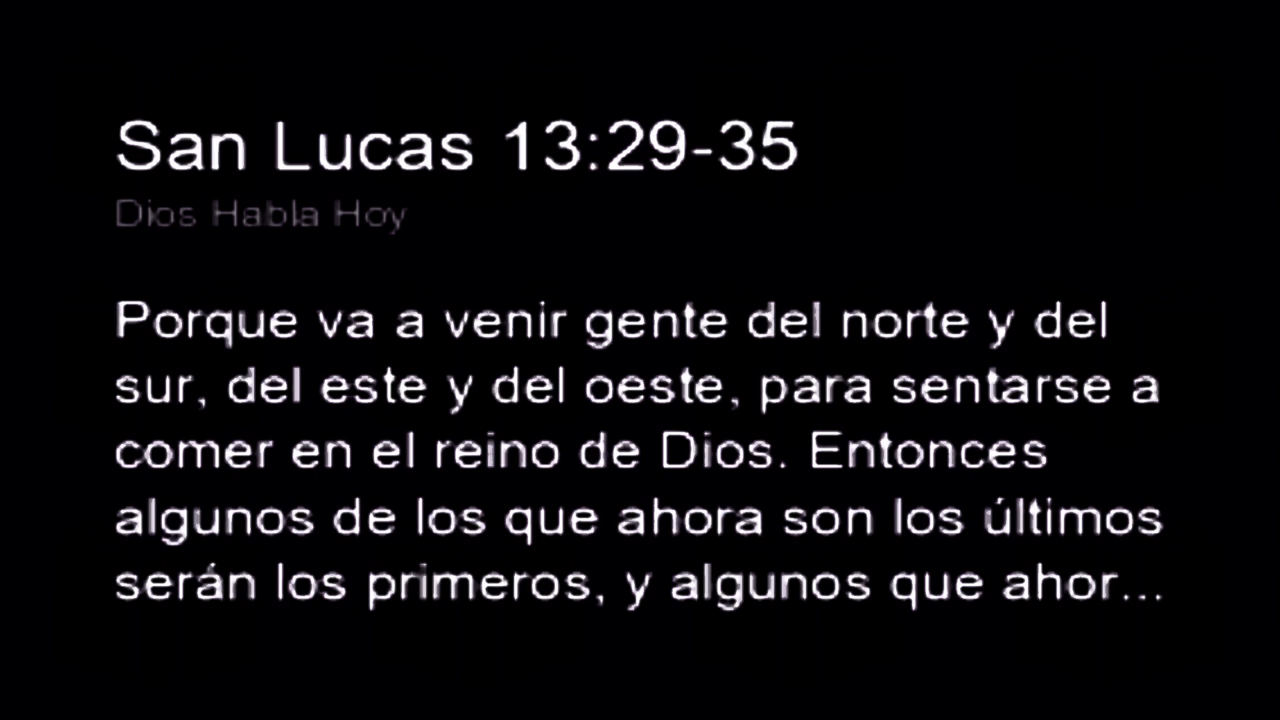 San Lucas 13:29-35
Dios Habla Hoy
Porque va a venir gente del norte y del
sur, del este y del oeste, para sentarse a
comer en el reino de Dios. Entonces
algunos de los que ahora son los últimos
serán los primeros, y algunos que ahor...